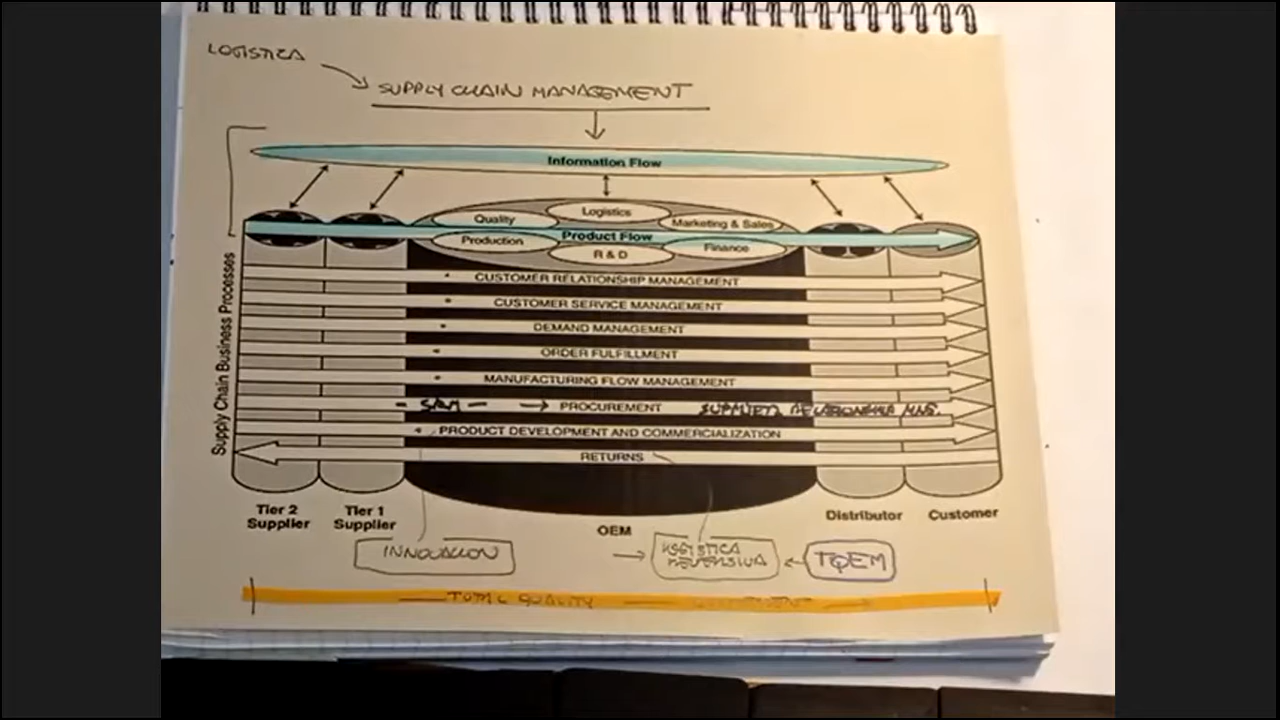 LOGISTICA
SUPPLY CHAIN MANAGEMENT
Information Flow
Logistics
Quality
Marketing & Sales
Product Flow
Production
Finance
R & D
Supply Chain Business Processes
CUSTOMER RELATIONSHIP MANAGEMENT
CUSTOMER SERVICE MANAGEMENT
DEMAND MANAGEMENT
ORDER FULFILLMENT
MANUFACTURING FLOW MANAGEMENT
PROCUREMENT
PRODUCT DEVELOPMENT AND COMMERCIALIZATION
RETURNS
Tier 2 Supplier
Tier 1 Supplier
OEM
Distributor
Customer
TQEM
TOTAL QUALITY